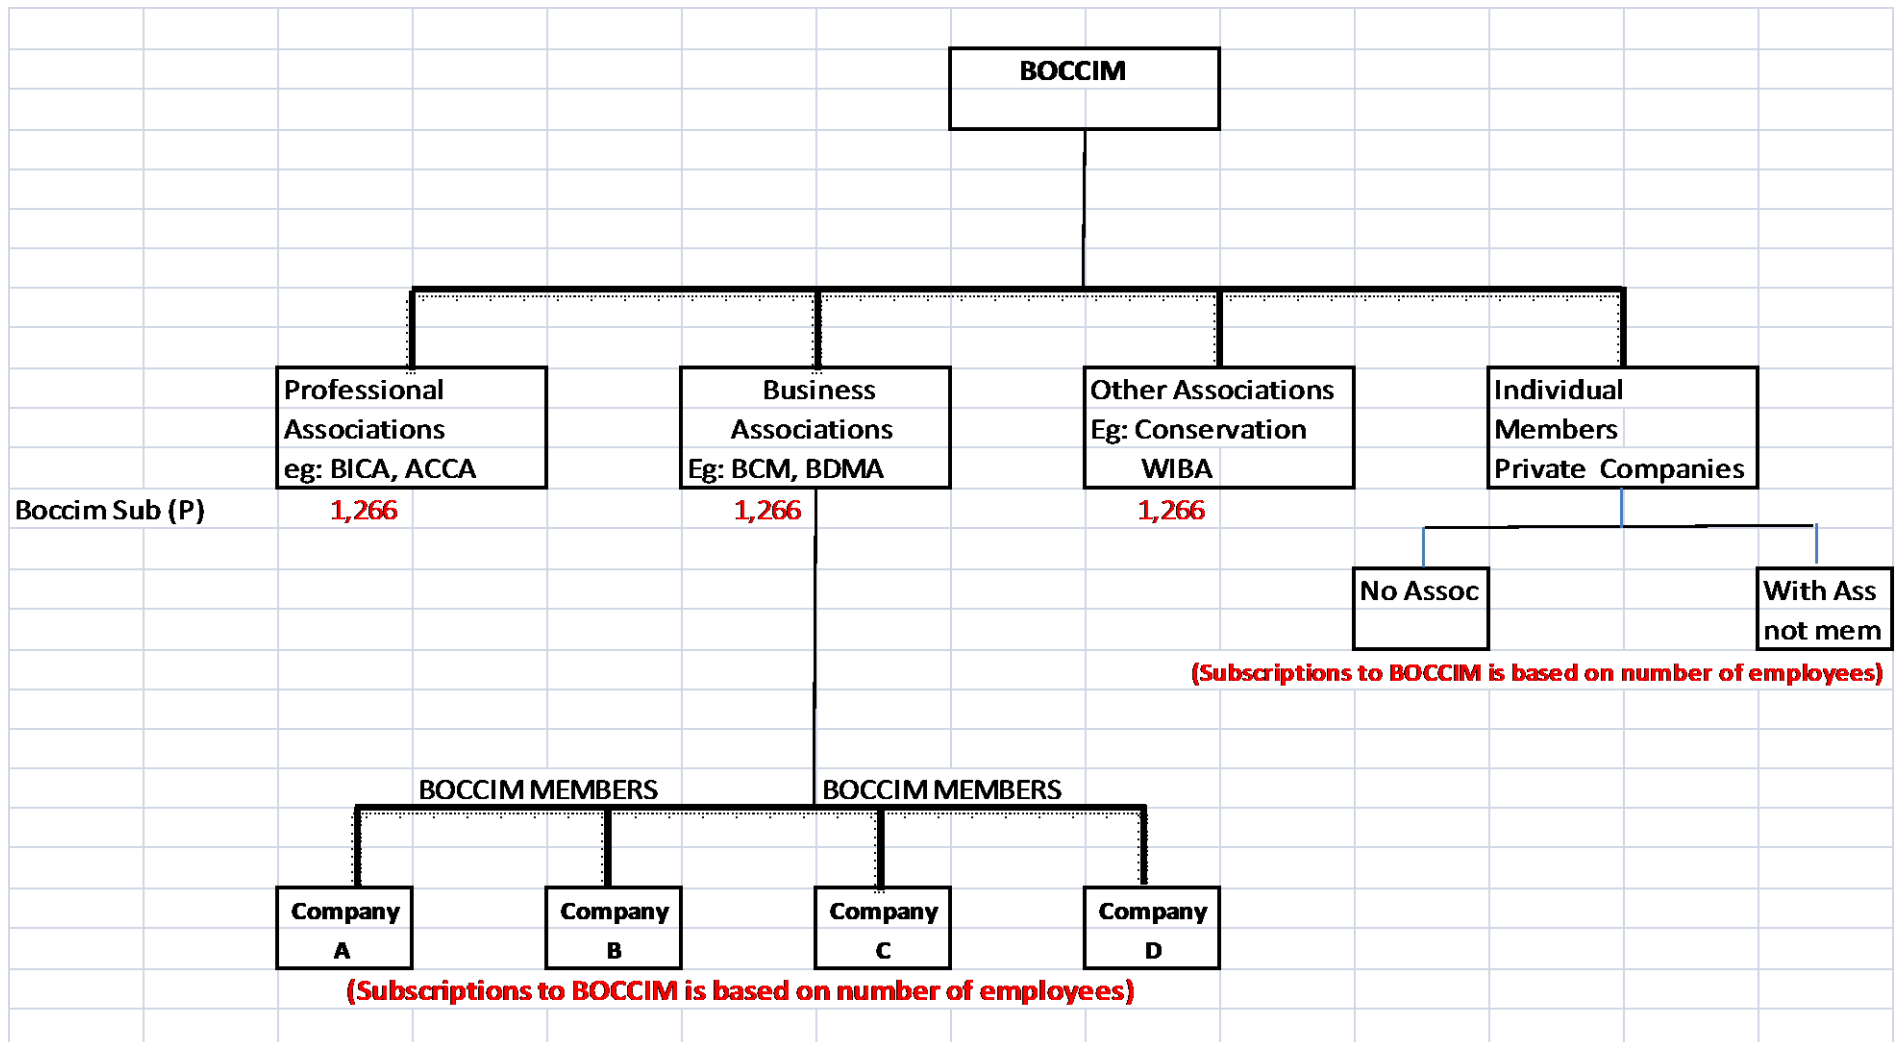 BOCCIM
Professional
Associations
eg: BICA, ACCA
Business
Associations
Eg: BCM, BDMA
Other Associations
Eg: Conservation
WIBA
Individual
Members
Private Companies
Boccim Sub (P) 1,266 1,266 1,266
No Assoc
With Ass
not mem
(Subscriptions to BOCCIM is based on number of employees)
BOCCIM MEMBERS BOCCIM MEMBERS
Company
A
Company
B
Company
C
Company
D
(Subscriptions to BOCCIM is based on number of employees)